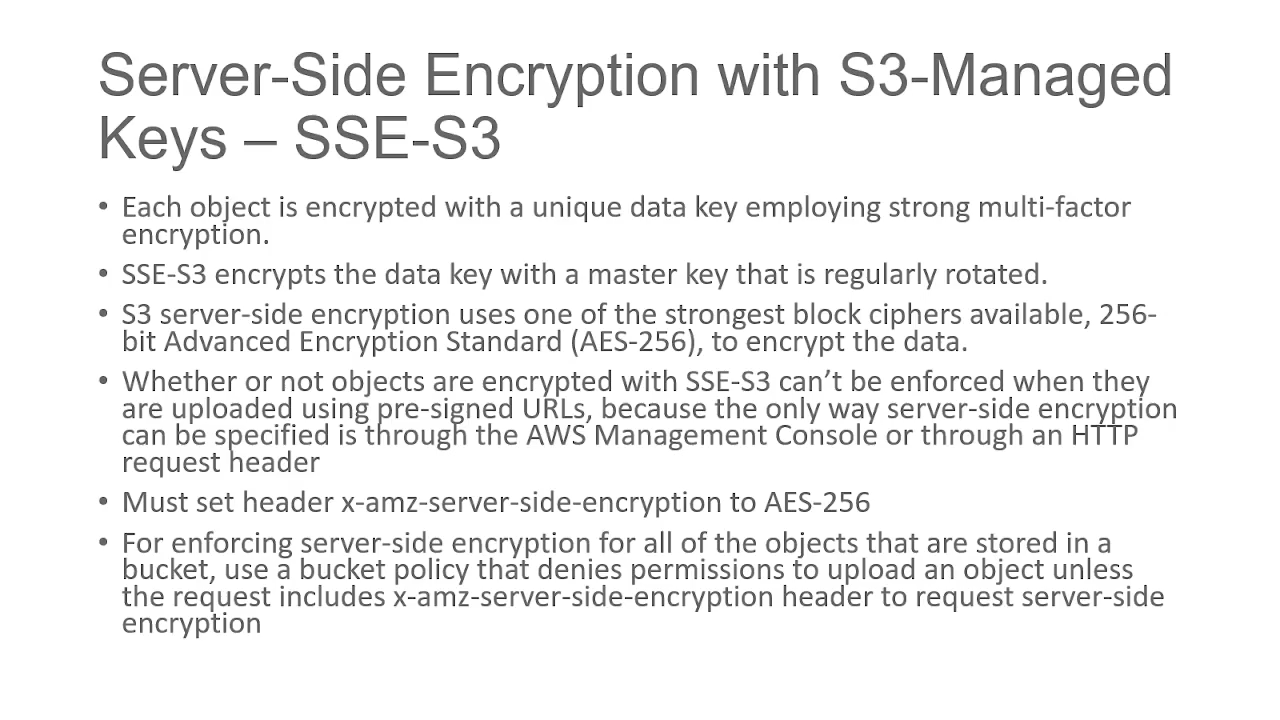 Server-Side Encryption with S3-Managed
Keys – SSE-S3
• Each object is encrypted with a unique data key employing strong multi-factor
encryption.
• SSE-S3 encrypts the data key with a master key that is regularly rotated.
• S3 server-side encryption uses one of the strongest block ciphers available, 256-
bit Advanced Encryption Standard (AES-256), to encrypt the data.
• Whether or not objects are encrypted with SSE-S3 can’t be enforced when they
are uploaded using pre-signed URLs, because the only way server-side encryption
can be specified is through the AWS Management Console or through an HTTP
request header
• Must set header x-amz-server-side-encryption to AES-256
• For enforcing server-side encryption for all of the objects that are stored in a
bucket, use a bucket policy that denies permissions to upload an object unless
the request includes x-amz-server-side-encryption header to request server-side
encryption